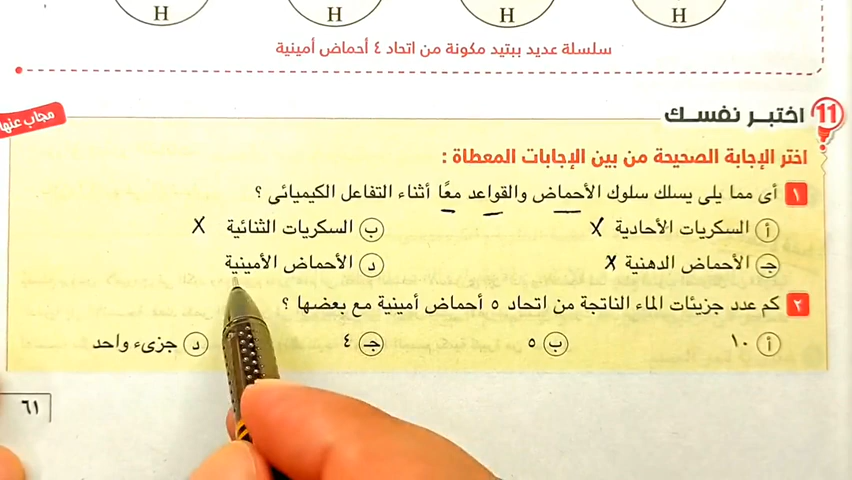 H H H H
سلسلة عديد ببتيد مكونة من اتحاد ٤ أحماض أمينية
11 اختبر نفسك
مجاب عنها
اختر الإجابة الصحيحة من بين الإجابات المعطاة :
١ أى مما يلى يسلك سلوك الأحماض والقواعد معًا أثناء التفاعل الكيميائى ؟
أ السكريات الأحادية X ب السكريات الثنائية X
جـ الأحماض الدهنية X د الأحماض الأمينية
٢ كم عدد جزيئات الماء الناتجة من اتحاد ٥ أحماض أمينية مع بعضها ؟
أ ١٠ ب ٥ جـ ٤ د جزىء واحد
٦١